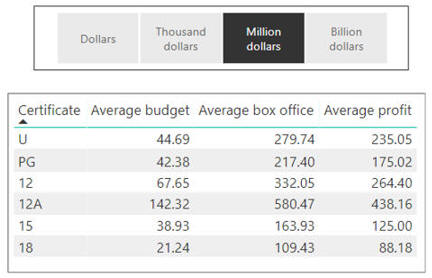 Dollars
Thousand dollars
Million dollars
Billion dollars
Certificate Average budget Average box office Average profit
U 44.69 279.74 235.05
PG 42.38 217.40 175.02
12 67.65 332.05 264.40
12A 142.32 580.47 438.16
15 38.93 163.93 125.00
18 21.24 109.43 88.18